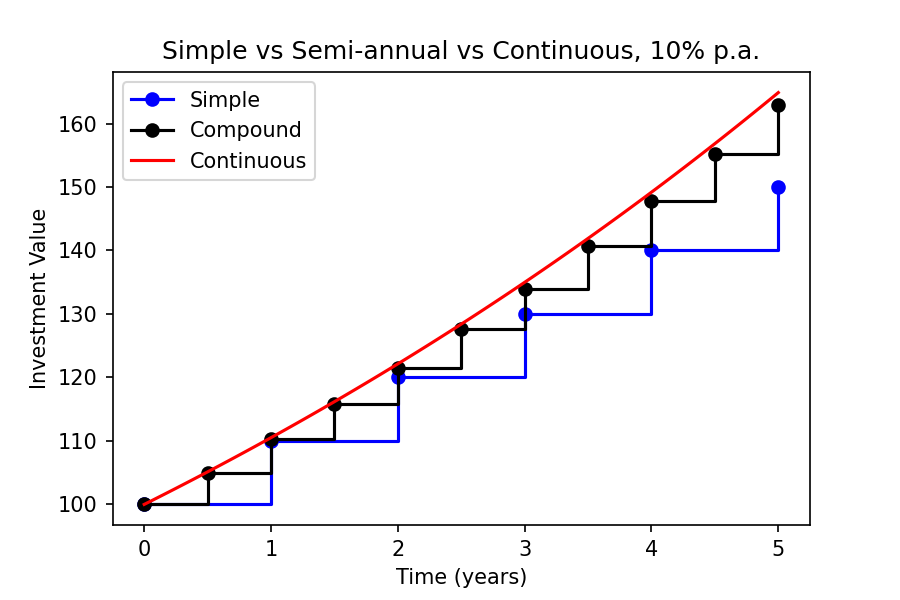 Simple vs Semi-annual vs Continuous, 10% p.a.
Simple
Compound
Continuous
Investment Value
160
150
140
130
120
110
100
0 1 2 3 4 5
Time (years)